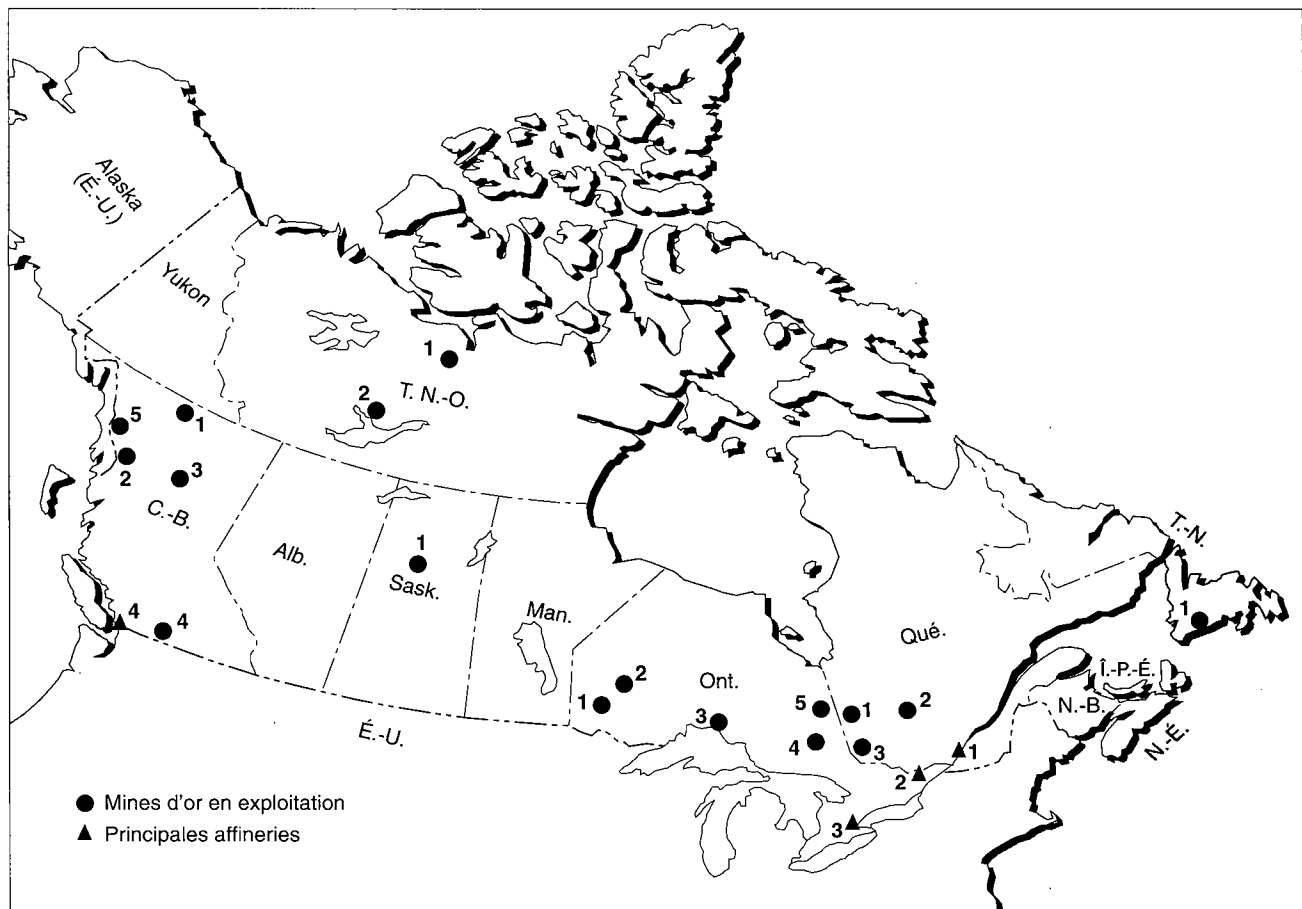 Alaska
(É.-U.)
Yukon
1
2
T. N.-O.
5
1
2
3
C.-B.
Alb.
1
Sask.
Man.
4
4
É.-U.
1
2
Ont.
3
5
4
Qué.
1
2
3
1
2
3
T.-N.
1
Î.-P.-É.
N.-B.
N.-É.
Mines d'or en exploitation
Principales affineries